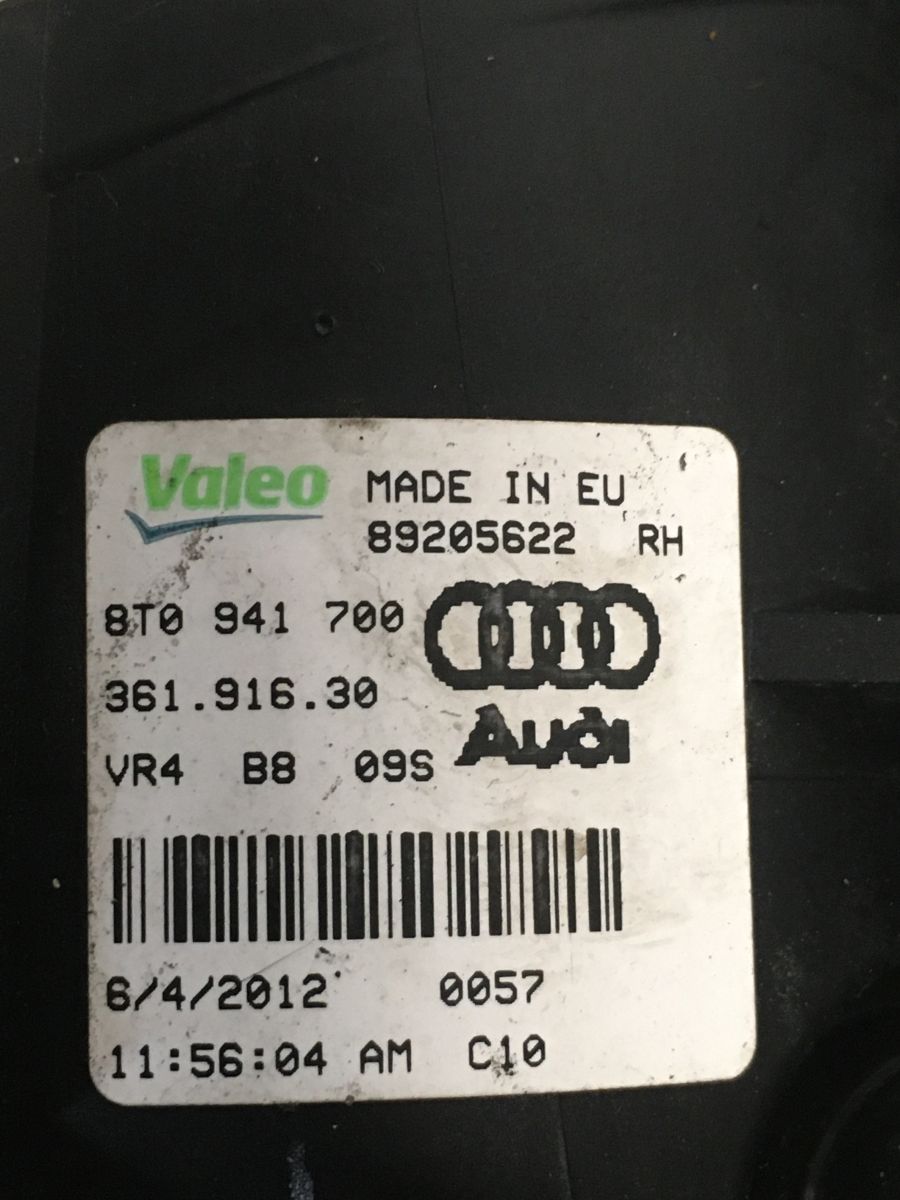 Valeo MADE IN EU
89205622 RH
8T0 941 700
361.916.30
Audi
VR4 B8 09S
6/4/2012 0057
11:56:04 AM C10